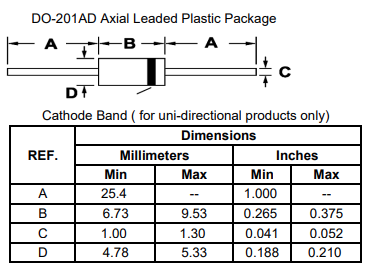 DO-201AD Axial Leaded Plastic Package
A B A
C
D
Cathode Band ( for uni-directional products only)
REF. Dimensions
Millimeters Inches
Min Max Min Max
A 25.4 -- 1.000 --
B 6.73 9.53 0.265 0.375
C 1.00 1.30 0.041 0.052
D 4.78 5.33 0.188 0.210